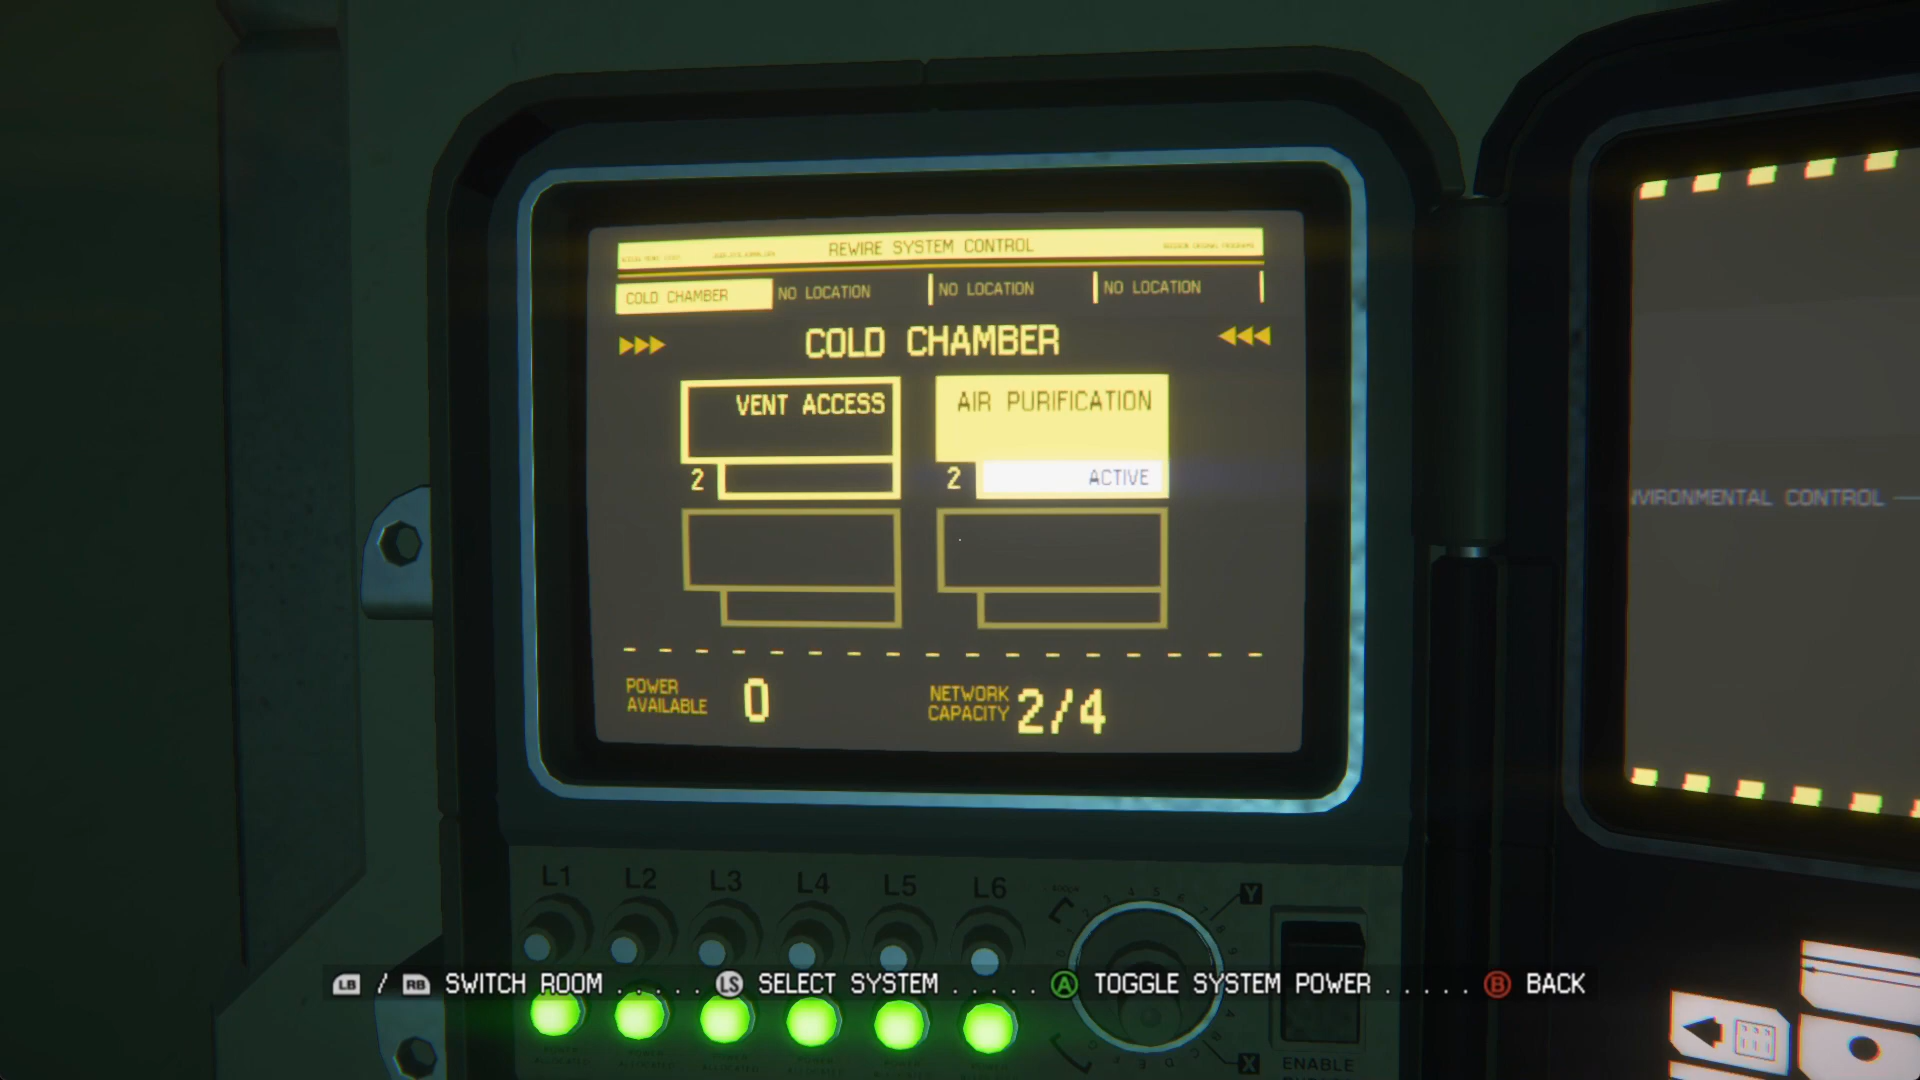 REWIRE SYSTEM CONTROL
COLD CHAMBER
NO LOCATION
NO LOCATION
NO LOCATION
COLD CHAMBER
VENT ACCESS
2
AIR PURIFICATION
2
ACTIVE
POWER AVAILABLE
0
NETWORK CAPACITY
2/4
NVIRONMENTAL CONTROL
L1 L2 L3 L4 L5 L6
Y
LB / RB SWITCH ROOM ..... LS SELECT SYSTEM ..... A TOGGLE SYSTEM POWER ..... B BACK
X
ENABLE